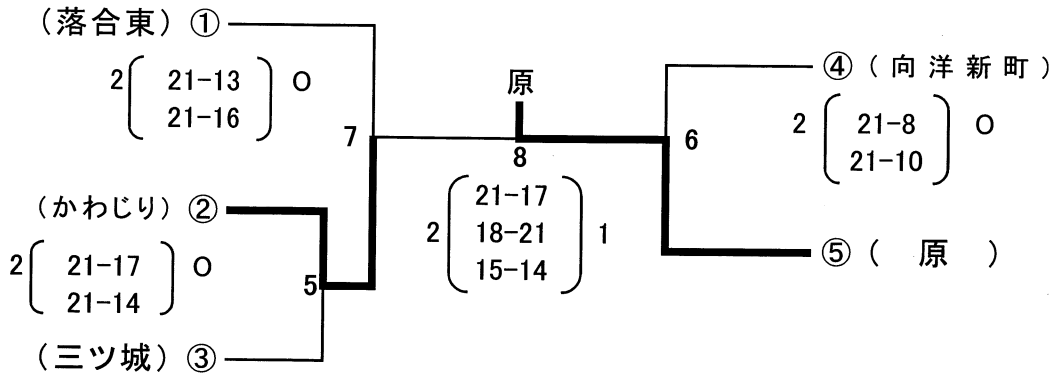 (落合東) ①
2 ( 21-13 ) 0
21-16
7
(かわじり) ②
2 ( 21-17 ) 0
21-14
5
(三ツ城) ③
原
8
2 ( 21-17 ) 1
18-21
15-14
④ (向洋新町)
6
2 ( 21-8 ) 0
21-10
⑤ ( 原 )